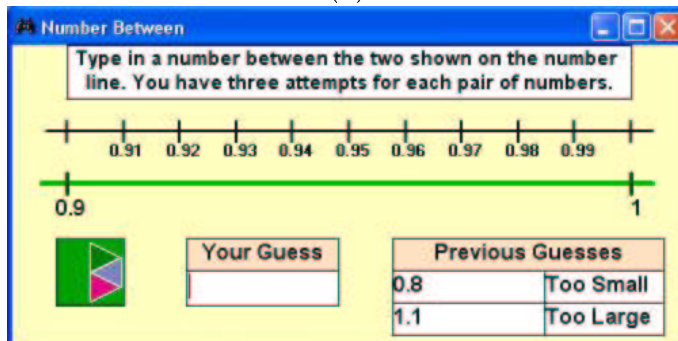 Number Between
Type in a number between the two shown on the number
line. You have three attempts for each pair of numbers.
0.91 0.92 0.93 0.94 0.95 0.96 0.97 0.98 0.99
0.9 1
Your Guess Previous Guesses
0.8 Too Small
1.1 Too Large